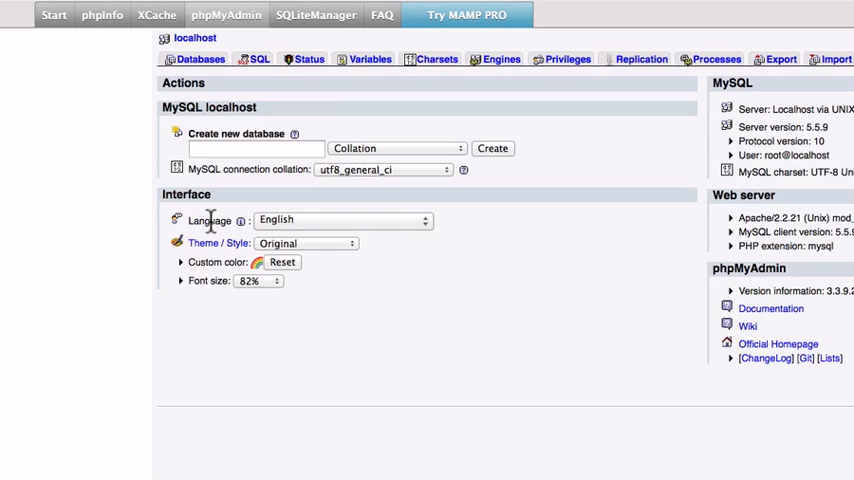 Start phpInfo XCache phpMyAdmin SQLiteManager FAQ Try MAMP PRO
localhost
Databases SQL Status Variables Charsets Engines Privileges Replication Processes Export Import
Actions
MySQL localhost
Create new database
Collation Create
MySQL connection collation: utf8_general_ci
Interface
Language : English
Theme / Style: Original
Custom color: Reset
Font size: 82%
MySQL
Server: Localhost via UNIX
Server version: 5.5.9
Protocol version: 10
User: root@localhost
MySQL charset: UTF-8 Uni
Web server
Apache/2.2.21 (Unix) mod_
MySQL client version: 5.5.9
PHP extension: mysql
phpMyAdmin
Version information: 3.3.9.2
Documentation
Wiki
Official Homepage
[ChangeLog] [Git] [Lists]